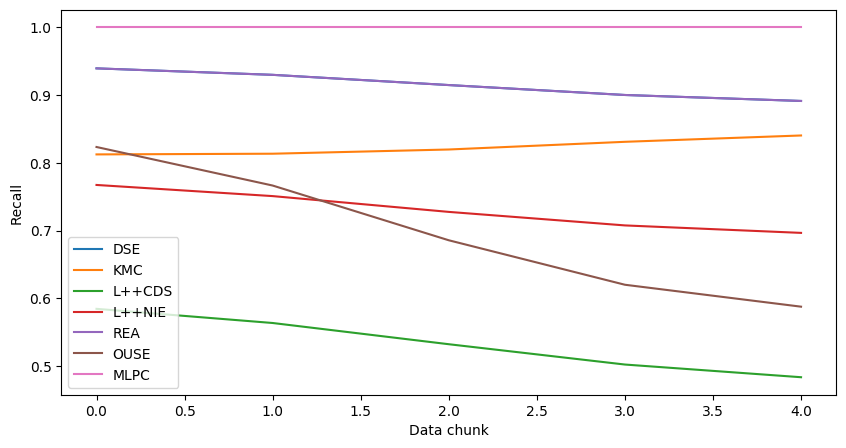 1.0
0.9
0.8
0.7
0.6
0.5
Recall
DSE
KMC
L++CDS
L++NIE
REA
OUSE
MLPC
0.0 0.5 1.0 1.5 2.0 2.5 3.0 3.5 4.0
Data chunk